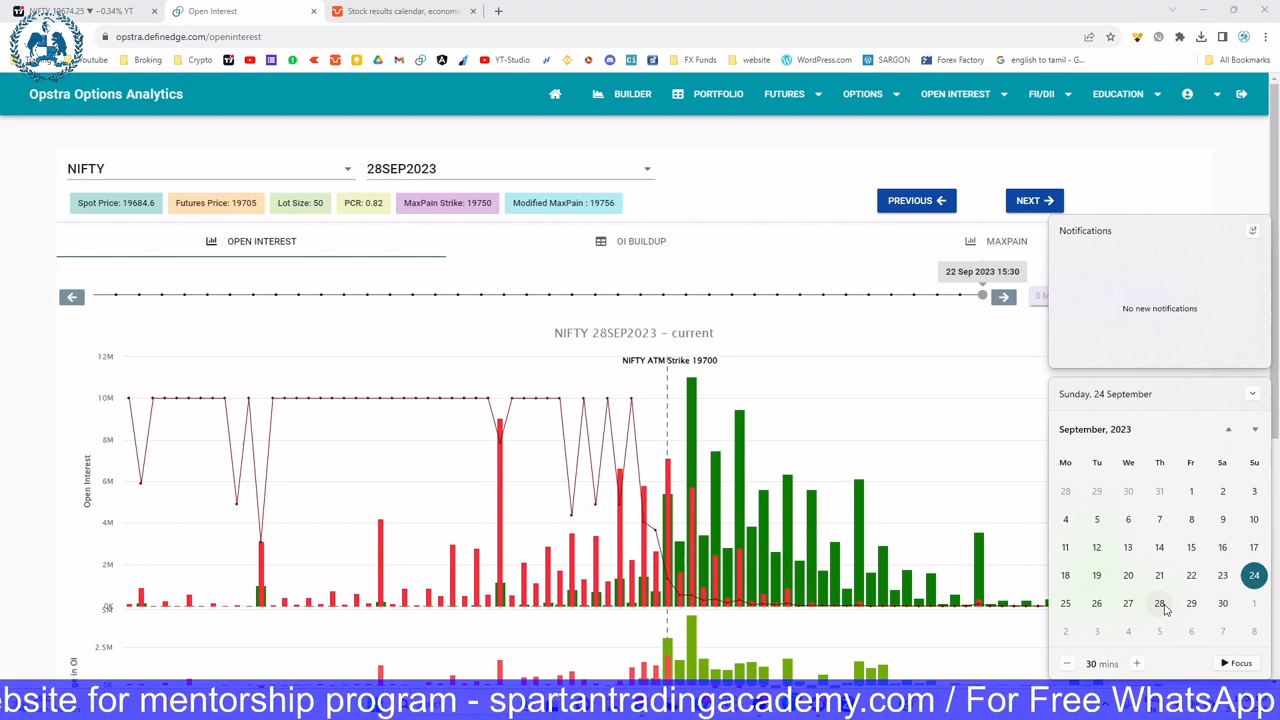 NIFTY 19674.25 ▼ −0.34% YT
Open Interest
Stock results calendar, economi
opstra.definedge.com/openinterest
outube
Broking
Crypto
YT-Studio
FX Funds
website
WordPress.com
SARGON
Forex Factory
english to tamil - G...
All Bookmarks
Opstra Options Analytics
BUILDER
PORTFOLIO
FUTURES
OPTIONS
OPEN INTEREST
FII/DII
EDUCATION
NIFTY
28SEP2023
Spot Price: 19684.6
Futures Price: 19705
Lot Size: 50
PCR: 0.82
MaxPain Strike: 19750
Modified MaxPain : 19756
PREVIOUS
NEXT
OPEN INTEREST
OI BUILDUP
MAXPAIN
22 Sep 2023 15:30
3 M
NIFTY 28SEP2023 – current
NIFTY ATM Strike 19700
12M
10M
8M
6M
4M
2M
0K
Open Interest
2.5M
0K
e in OI
Notifications
No new notifications
Sunday, 24 September
September, 2023
Mo Tu We Th Fr Sa Su
28 29 30 31 1 2 3
4 5 6 7 8 9 10
11 12 13 14 15 16 17
18 19 20 21 22 23 24
25 26 27 28 29 30 1
2 3 4 5 6 7 8
30 mins
Focus
ebsite for mentorship program - spartantradingacademy.com / For Free WhatsApp